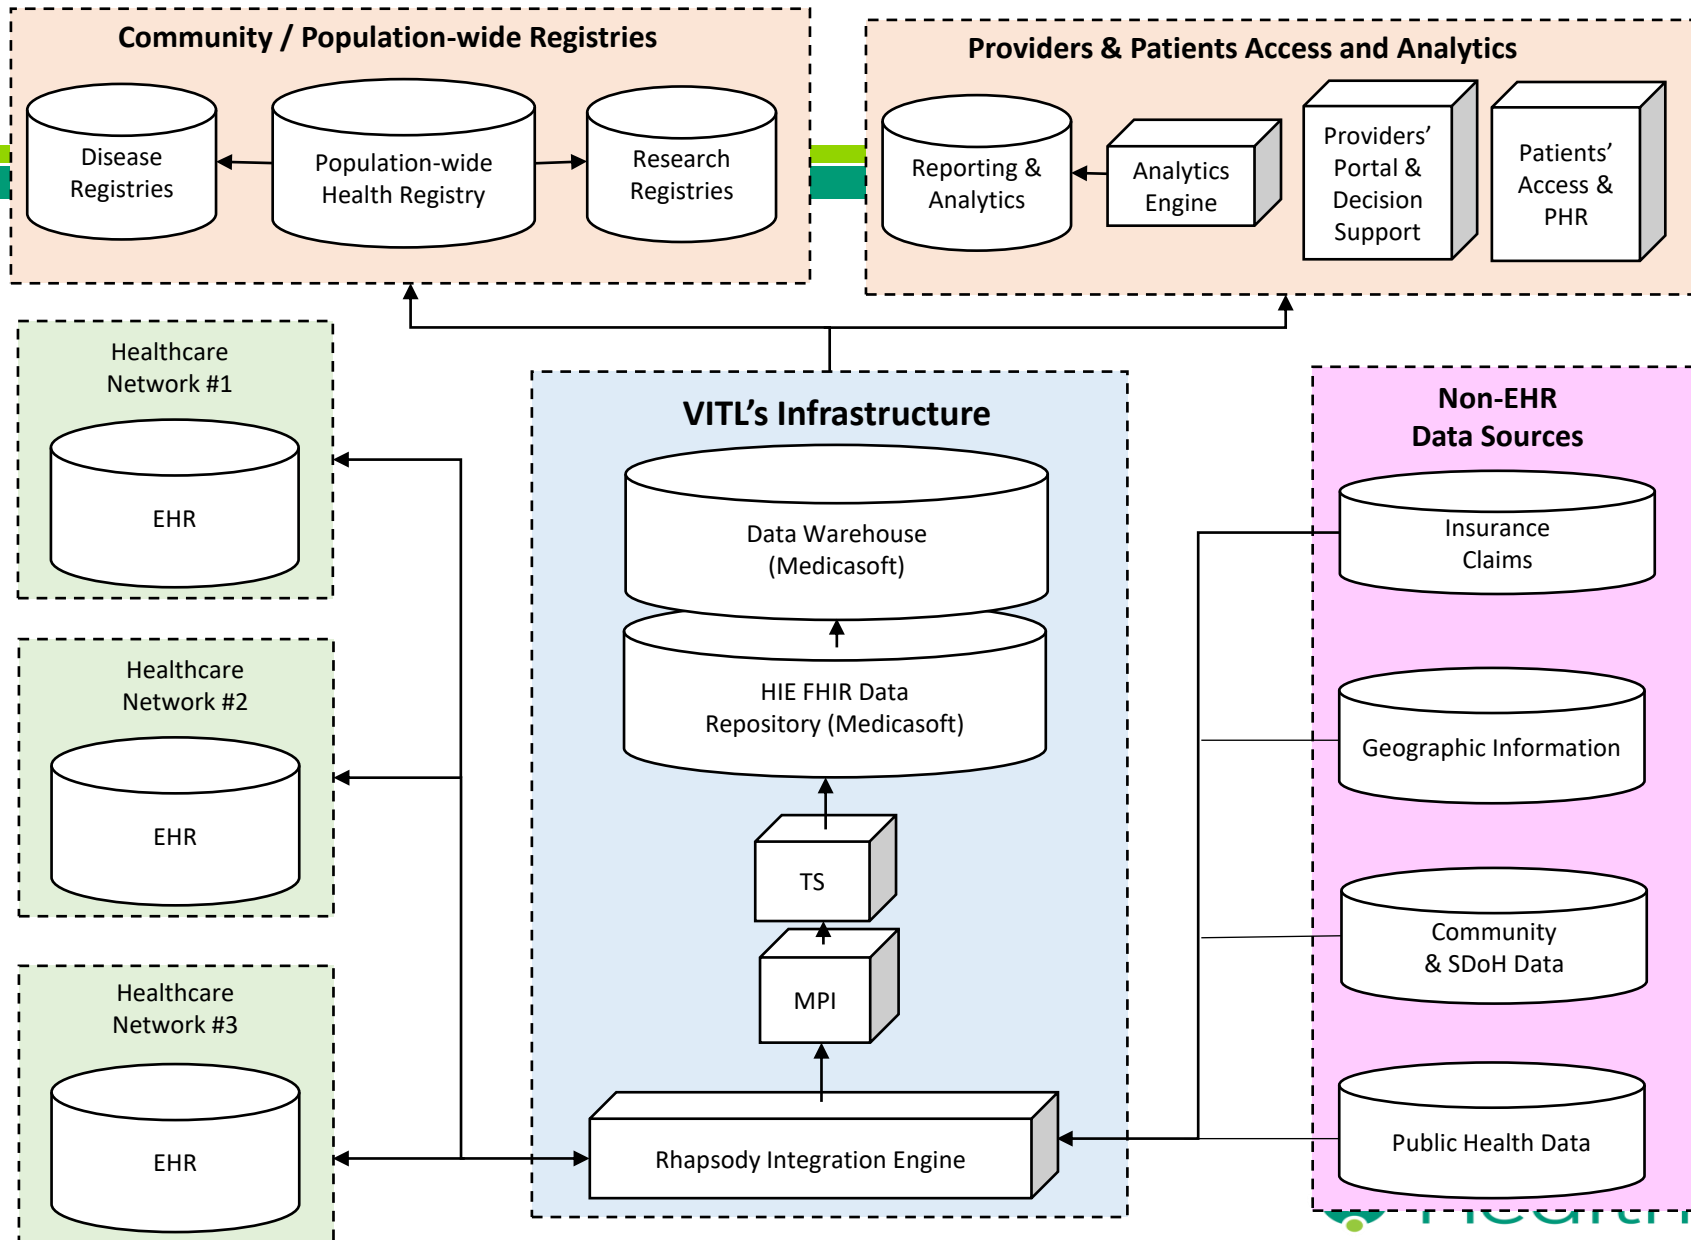 Community / Population-wide Registries
Disease
Registries
Population-wide
Health Registry
Research
Registries
Providers & Patients Access and Analytics
Reporting &
Analytics
Analytics
Engine
Providers’
Portal &
Decision
Support
Patients’
Access &
PHR
Healthcare
Network #1
EHR
Healthcare
Network #2
EHR
Healthcare
Network #3
EHR
VITL’s Infrastructure
Data Warehouse
(Medicasoft)
HIE FHIR Data
Repository (Medicasoft)
TS
MPI
Rhapsody Integration Engine
Non-EHR
Data Sources
Insurance
Claims
Geographic Information
Community
& SDoH Data
Public Health Data